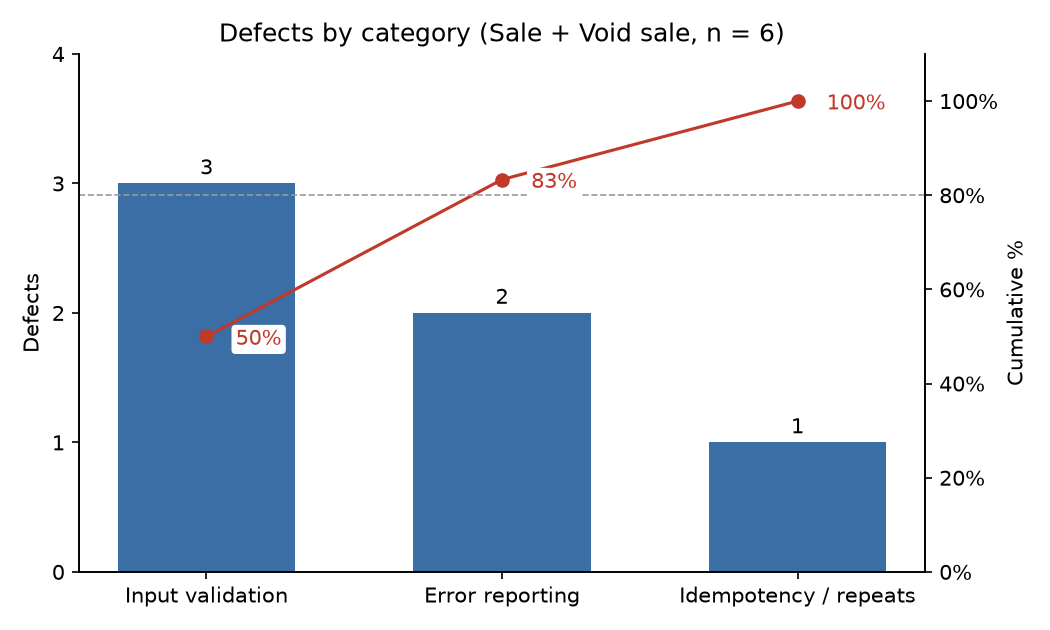 Defects by category (Sale + Void sale, n = 6)
Defects
4
3
2
1
0
3
2
1
50%
83%
100%
100%
80%
60%
40%
20%
0%
Cumulative %
Input validation
Error reporting
Idempotency / repeats